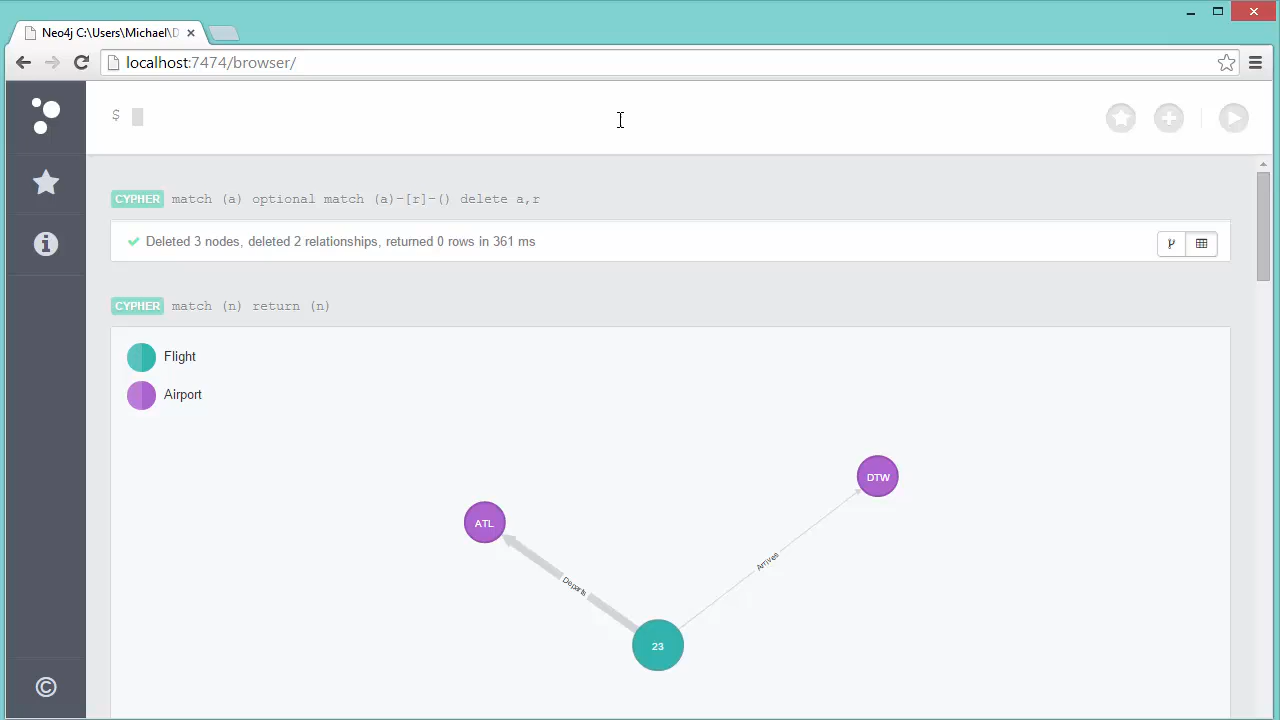 Neo4j C:\Users\Michael\D
localhost:7474/browser/
$
CYPHER match (a) optional match (a)-[r]-() delete a,r
Deleted 3 nodes, deleted 2 relationships, returned 0 rows in 361 ms
CYPHER match (n) return (n)
Flight
Airport
DTW
ATL
Arrives
Departs
23